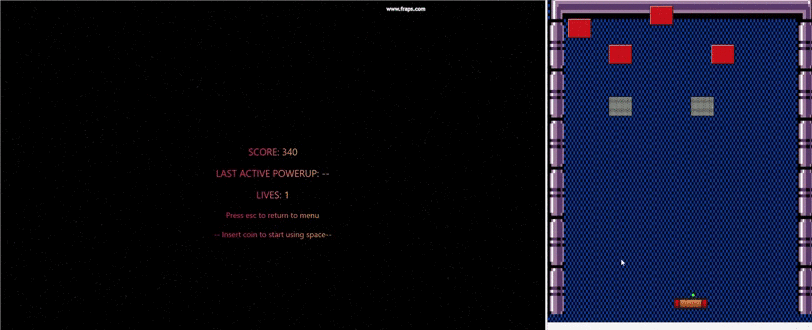 www.fraps.com
SCORE: 340
LAST ACTIVE POWERUP: --
LIVES: 1
Press esc to return to menu
-- Insert coin to start using space--